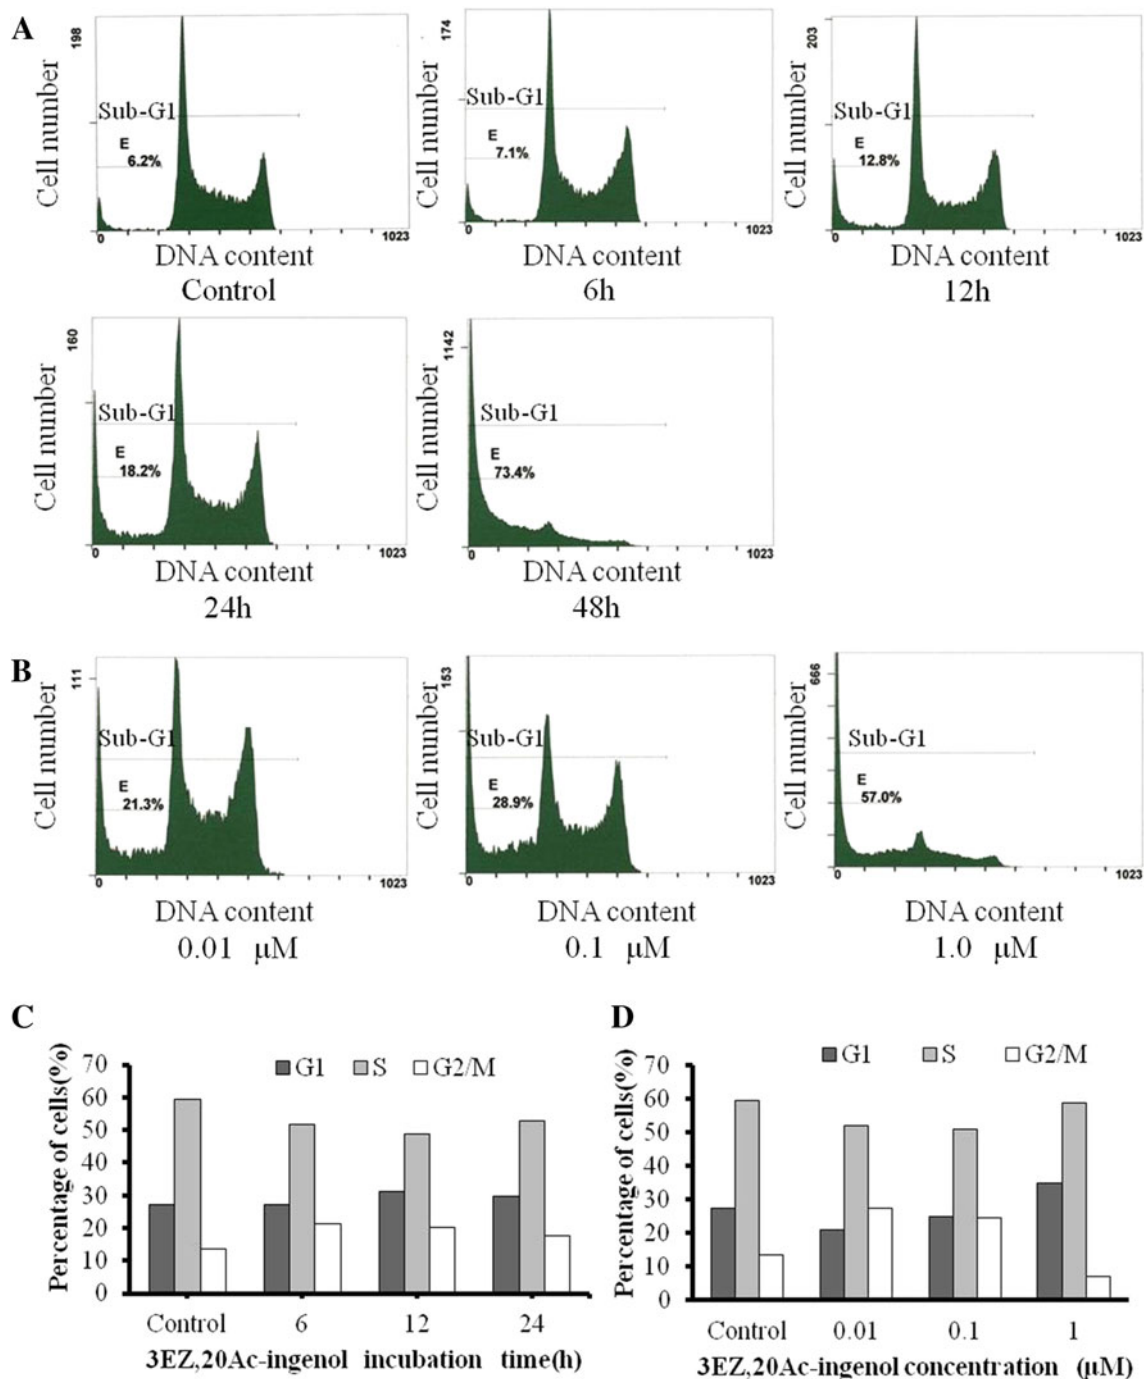 A
198
Cell number
Sub-G1
E
6.2%
0
1023
DNA content
Control
174
Cell number
Sub-G1
E
7.1%
0
1023
DNA content
6h
203
Cell number
Sub-G1
E
12.8%
0
1023
DNA content
12h
160
Cell number
Sub-G1
E
18.2%
0
1023
DNA content
24h
1142
Cell number
Sub-G1
E
73.4%
0
1023
DNA content
48h
B
111
Cell number
Sub-G1
E
21.3%
0
1023
DNA content
0.01 μM
153
Cell number
Sub-G1
E
28.9%
0
1023
DNA content
0.1 μM
666
Cell number
Sub-G1
E
57.0%
0
1023
DNA content
1.0 μM
C
Percentage of cells(%)
G1 S G2/M
70
60
50
40
30
20
10
0
Control 6 12 24
3EZ,20Ac-ingenol incubation time(h)
D
Percentage of cells(%)
G1 S G2/M
70
60
50
40
30
20
10
0
Control 0.01 0.1 1
3EZ,20Ac-ingenol concentration (μM)